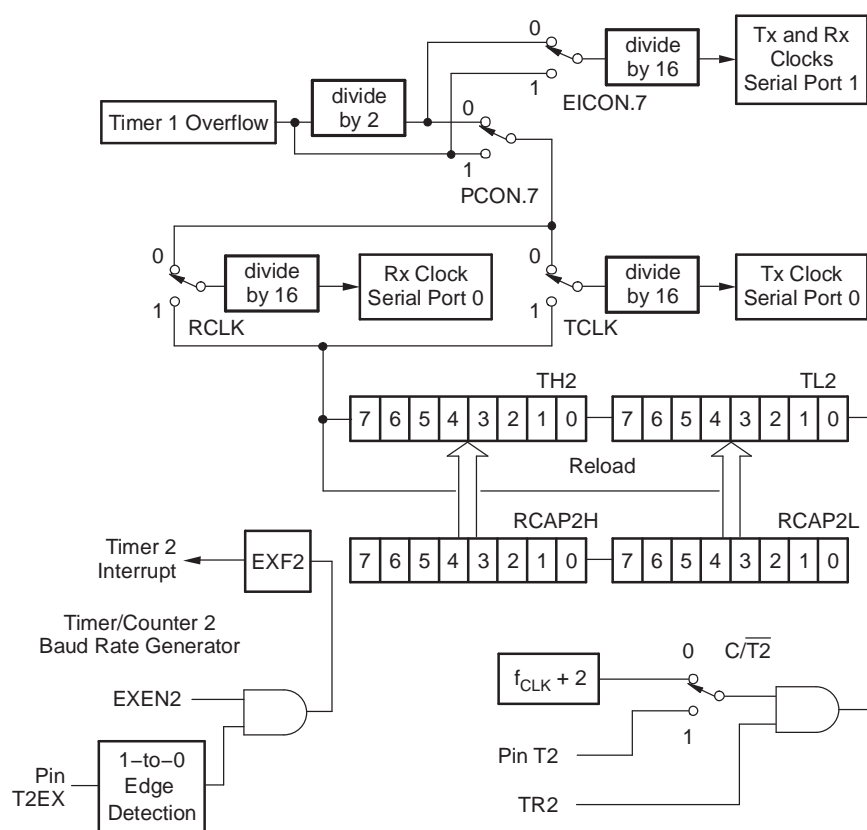 0
divide
by 16
Tx and Rx
Clocks
Serial Port 1
1
EICON.7
Timer 1 Overflow
divide
by 2
0
1
PCON.7
0
divide
by 16
Rx Clock
Serial Port 0
1
RCLK
0
divide
by 16
Tx Clock
Serial Port 0
1
TCLK
TH2
TL2
7 6 5 4 3 2 1 0
7 6 5 4 3 2 1 0
Reload
RCAP2H
RCAP2L
7 6 5 4 3 2 1 0
7 6 5 4 3 2 1 0
Timer 2
Interrupt
EXF2
Timer/Counter 2
Baud Rate Generator
EXEN2
Pin
T2EX
1−to−0
Edge
Detection
0
C/T2
fCLK + 2
1
Pin T2
TR2